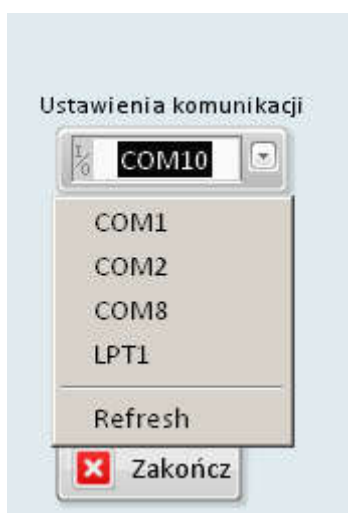 Ustawienia komunikacji
I/O COM10
COM1
COM2
COM8
LPT1
Refresh
Zakończ